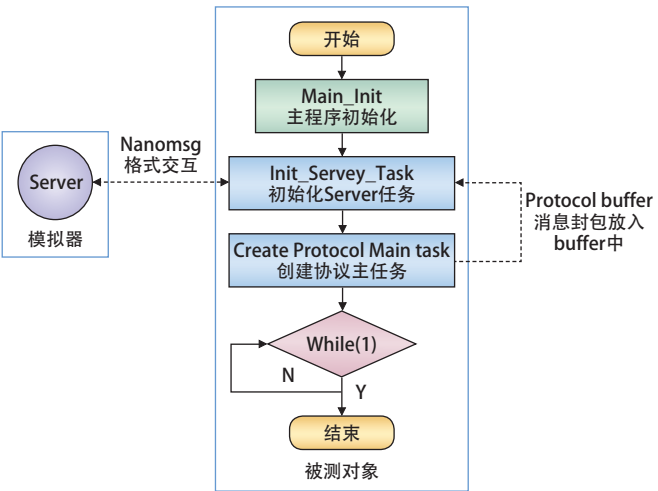 开始
Main_Init
主程序初始化
Nanomsg
格式交互
Server
模拟器
Init_Servey_Task
初始化Server任务
Protocol buffer
消息封包放入
buffer中
Create Protocol Main task
创建协议主任务
While(1)
N
Y
结束
被测对象